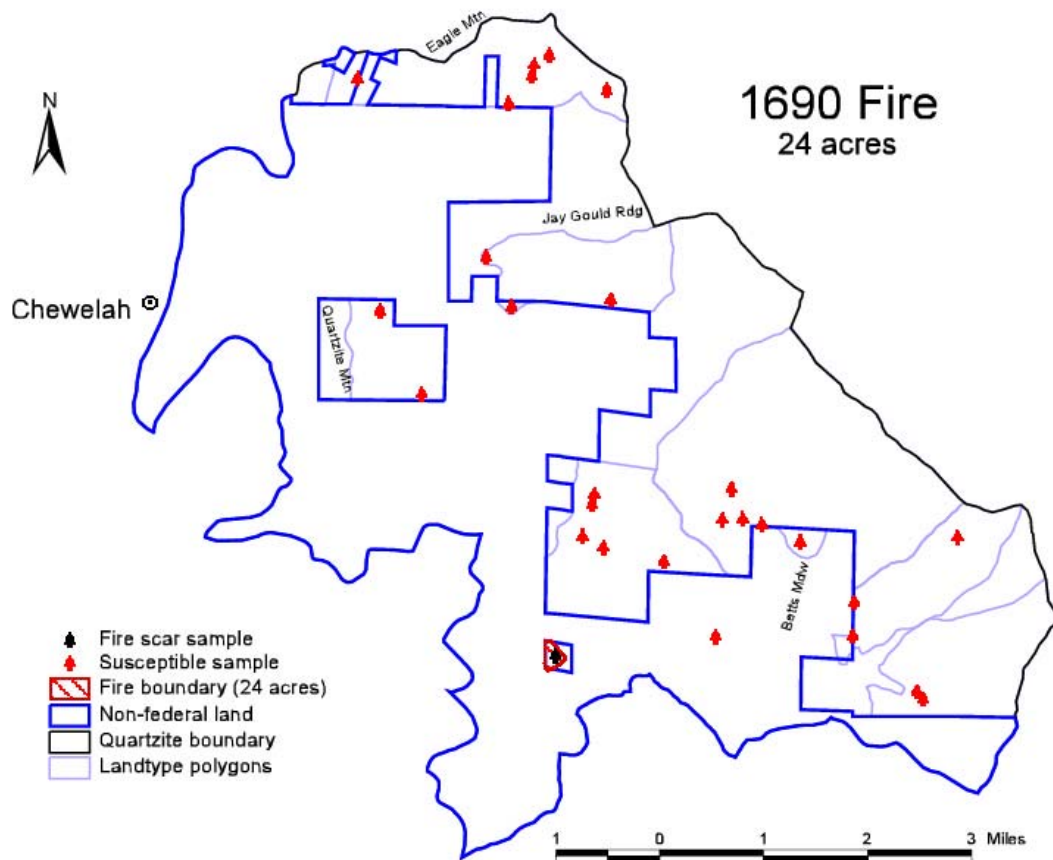 Eagle Mtn
N
1690 Fire
24 acres
Jay Gould Rdg
Chewelah
Quartzite Mtn
Betts Mdw
Fire scar sample
Susceptible sample
Fire boundary (24 acres)
Non-federal land
Quartzite boundary
Landtype polygons
1 0 1 2 3 Miles